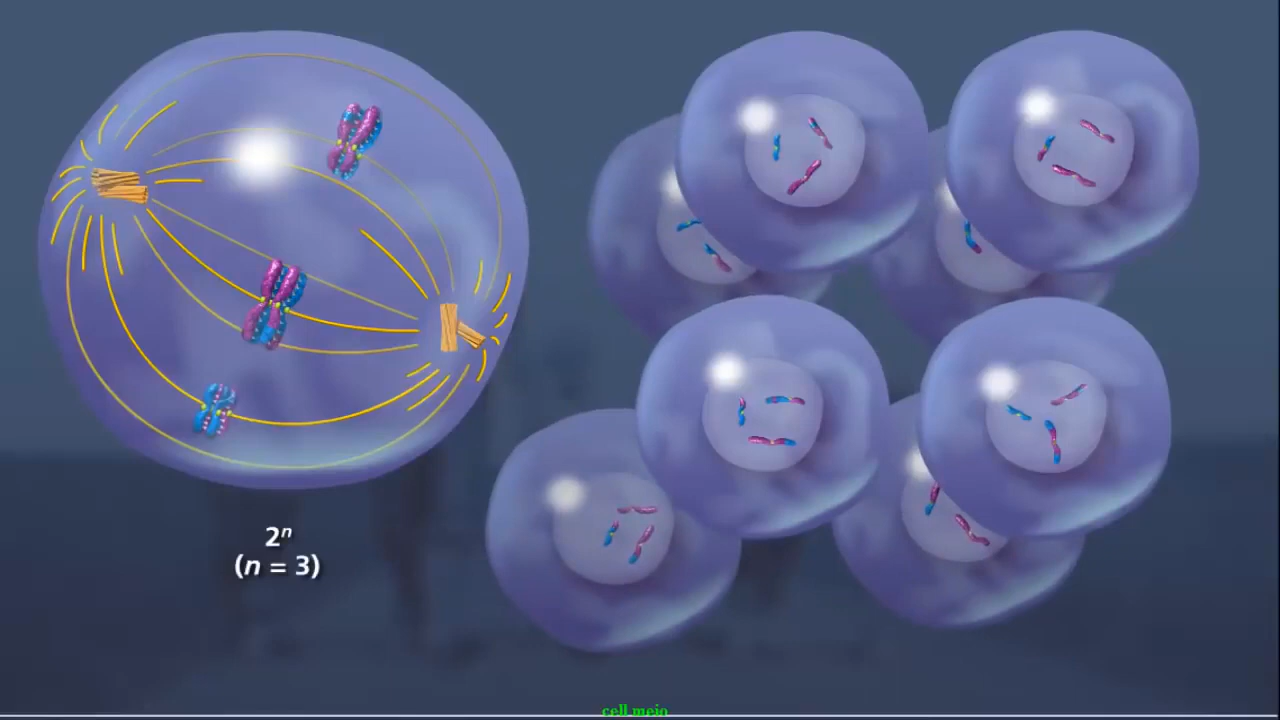 2ⁿ
(n = 3)
cell meio